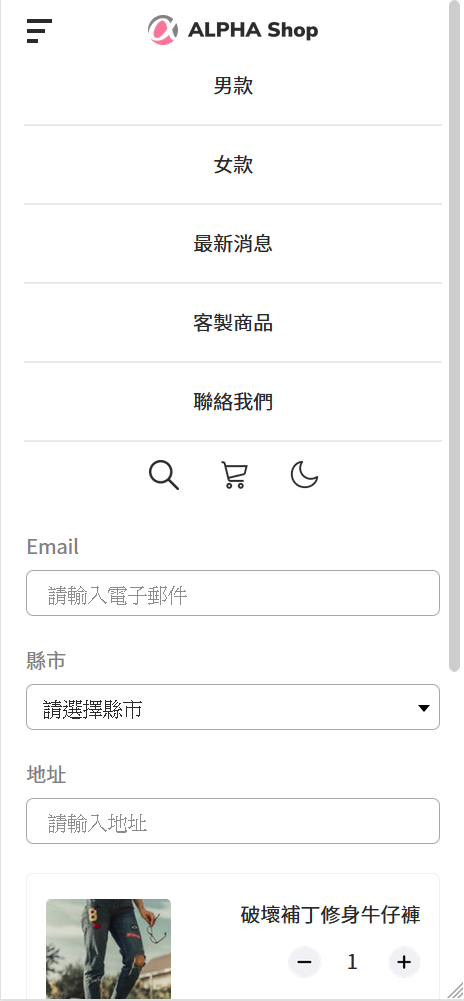 ALPHA Shop
男款
女款
最新消息
客製商品
聯絡我們
Email
請輸入電子郵件
縣市
請選擇縣市
地址
請輸入地址
破壞補丁修身牛仔褲
1